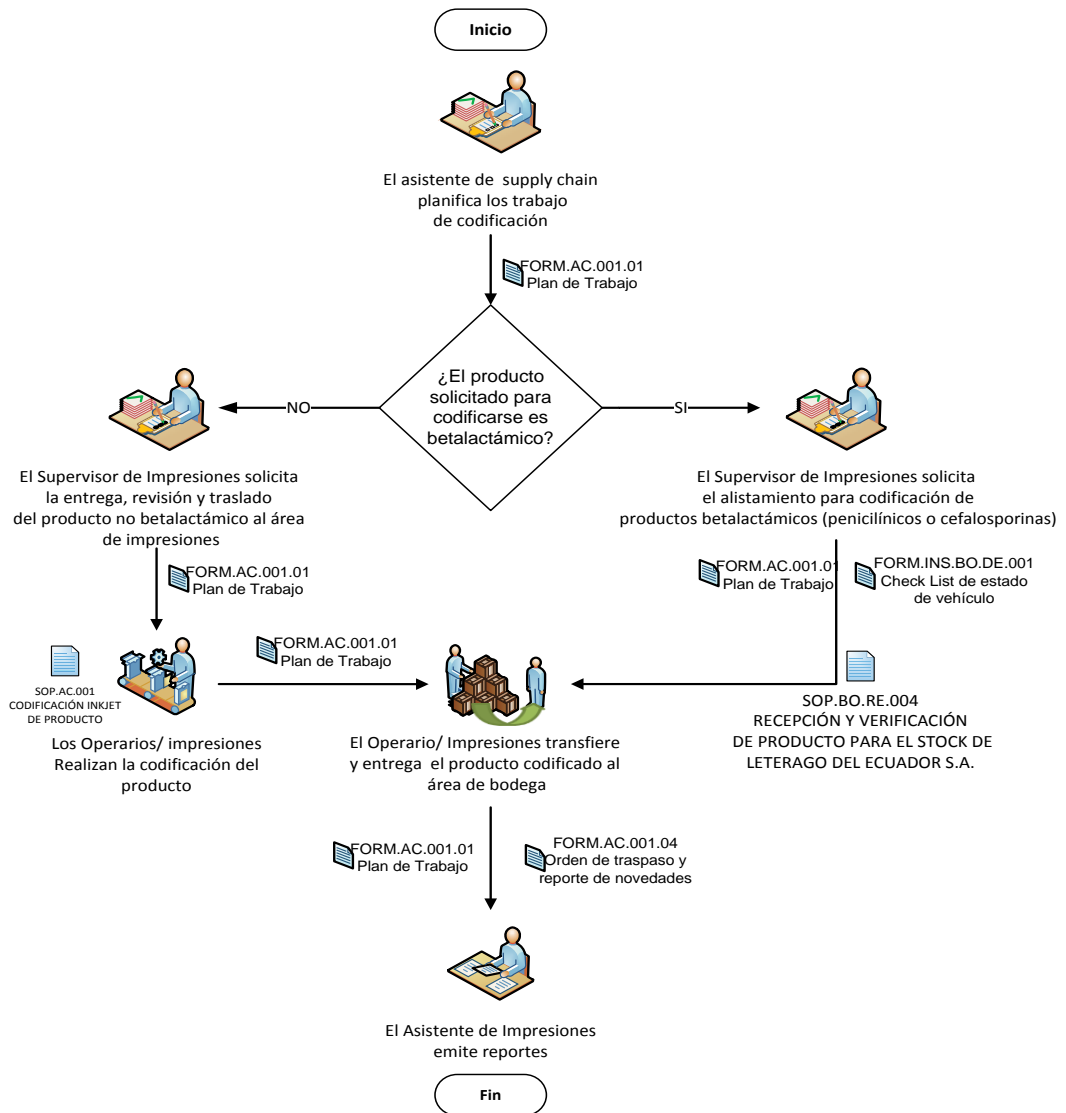 Inicio
El asistente de supply chain
planifica los trabajo
de codificación
FORM.AC.001.01
Plan de Trabajo
¿El producto
solicitado para
codificarse es
betalactámico?
NO
SI
El Supervisor de Impresiones solicita
la entrega, revisión y traslado
del producto no betalactámico al área
de impresiones
El Supervisor de Impresiones solicita
el alistamiento para codificación de
productos betalactámicos (penicilínicos o cefalosporinas)
FORM.AC.001.01
Plan de Trabajo
FORM.AC.001.01
Plan de Trabajo
FORM.INS.BO.DE.001
Check List de estado
de vehículo
SOP.AC.001
CODIFICACIÓN INKJET
DE PRODUCTO
FORM.AC.001.01
Plan de Trabajo
SOP.BO.RE.004
RECEPCIÓN Y VERIFICACIÓN
DE PRODUCTO PARA EL STOCK DE
LETERAGO DEL ECUADOR S.A.
Los Operarios/ impresiones
Realizan la codificación del
producto
El Operario/ Impresiones transfiere
y entrega el producto codificado al
área de bodega
FORM.AC.001.01
Plan de Trabajo
FORM.AC.001.04
Orden de traspaso y
reporte de novedades
El Asistente de Impresiones
emite reportes
Fin